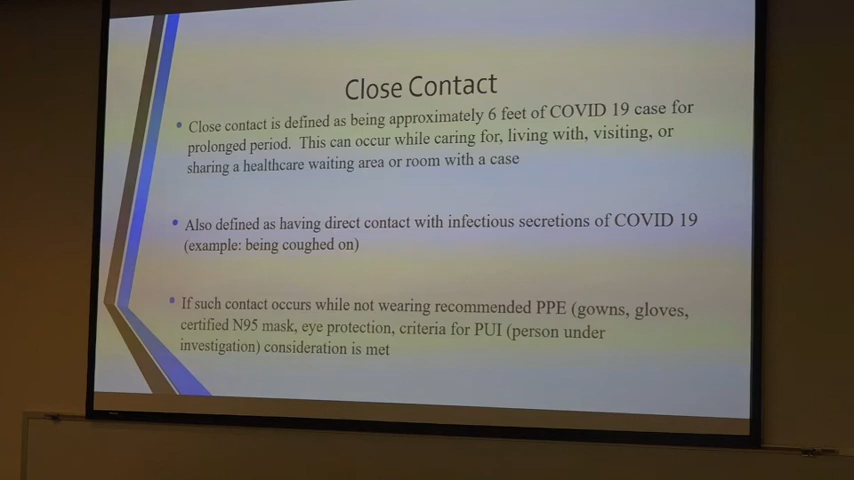 Close Contact
• Close contact is defined as being approximately 6 feet of COVID 19 case for
prolonged period. This can occur while caring for, living with, visiting, or
sharing a healthcare waiting area or room with a case
• Also defined as having direct contact with infectious secretions of COVID 19
(example: being coughed on)
• If such contact occurs while not wearing recommended PPE (gowns, gloves,
certified N95 mask, eye protection, criteria for PUI (person under
investigation) consideration is met